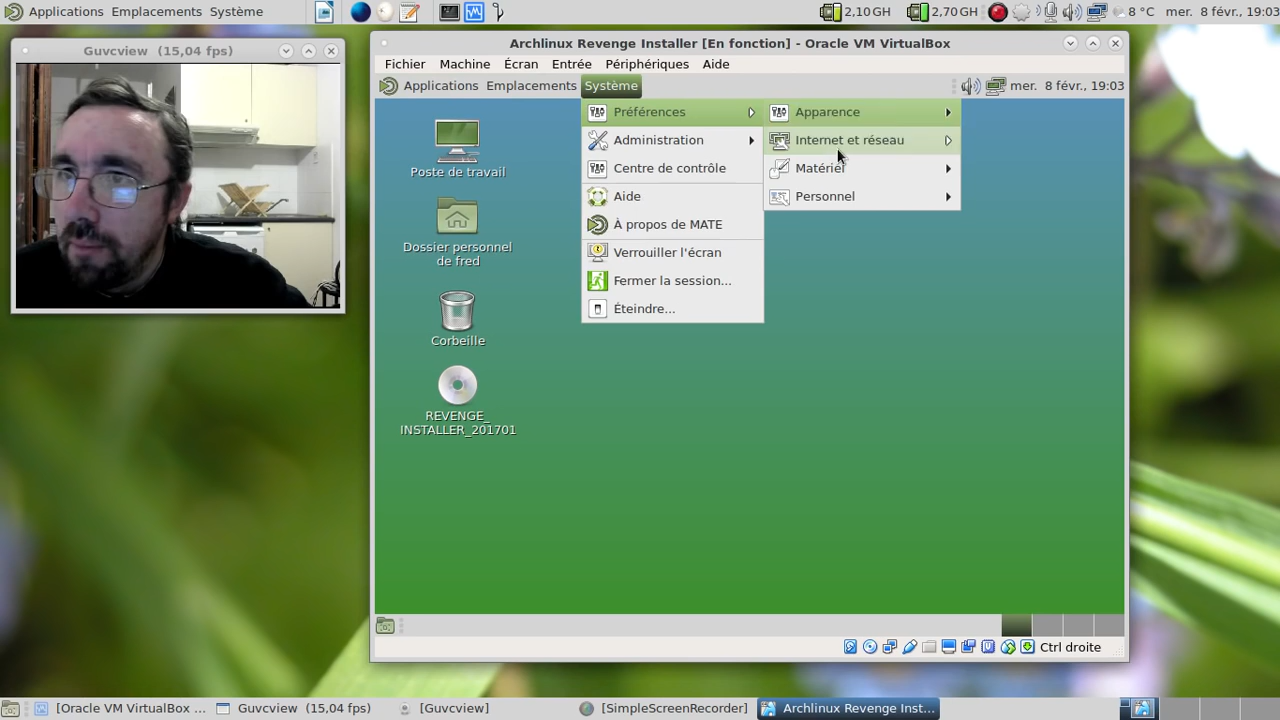 Applications Emplacements Système
2,10 GH 2,70 GH 8 °C mer. 8 févr., 19:03
Guvcview (15,04 fps)
Archlinux Revenge Installer [En fonction] - Oracle VM VirtualBox
Fichier Machine Écran Entrée Périphériques Aide
Applications Emplacements Système mer. 8 févr., 19:03
Préférences
Administration
Centre de contrôle
Aide
À propos de MATE
Verrouiller l'écran
Fermer la session...
Éteindre...
Apparence
Internet et réseau
Matériel
Personnel
Poste de travail
Dossier personnel
de fred
Corbeille
REVENGE_
INSTALLER_201701
Ctrl droite
[Oracle VM VirtualBox ... Guvcview (15,04 fps) [Guvcview] [SimpleScreenRecorder] Archlinux Revenge Inst...